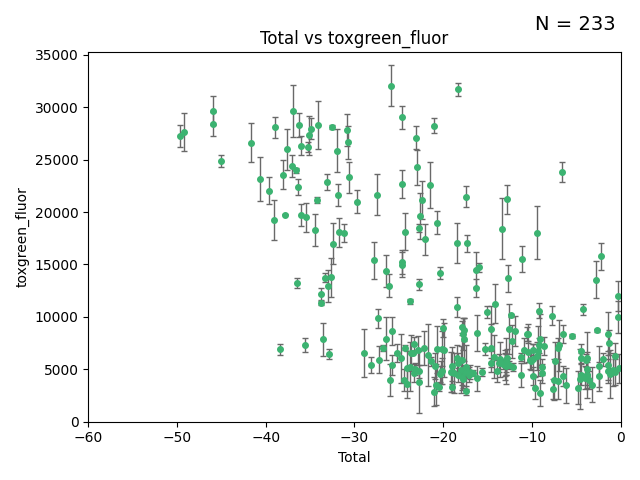 N = 233
Total vs toxgreen_fluor
35000
30000
25000
20000
15000
10000
5000
0
toxgreen_fluor
−60 −50 −40 −30 −20 −10 0
Total